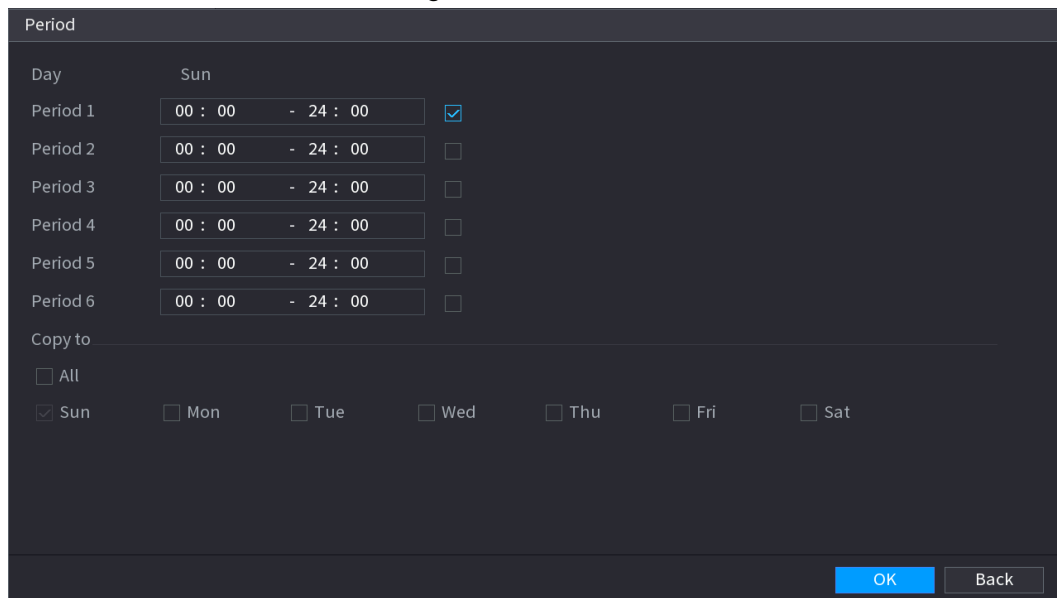 Period
Day Sun
Period 1 00 : 00 - 24 : 00
Period 2 00 : 00 - 24 : 00
Period 3 00 : 00 - 24 : 00
Period 4 00 : 00 - 24 : 00
Period 5 00 : 00 - 24 : 00
Period 6 00 : 00 - 24 : 00
Copy to
All
Sun Mon Tue Wed Thu Fri Sat
OK Back